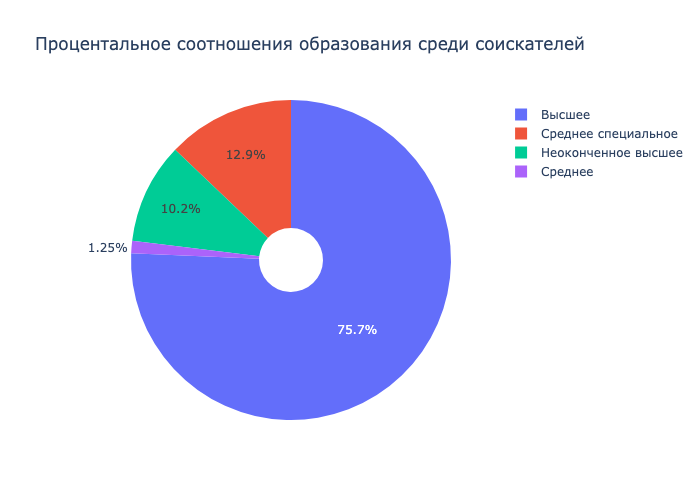 Процентальное соотношения образования среди соискателей
Высшее
Среднее специальное
Неоконченное высшее
Среднее
12.9%
10.2%
1.25%
75.7%